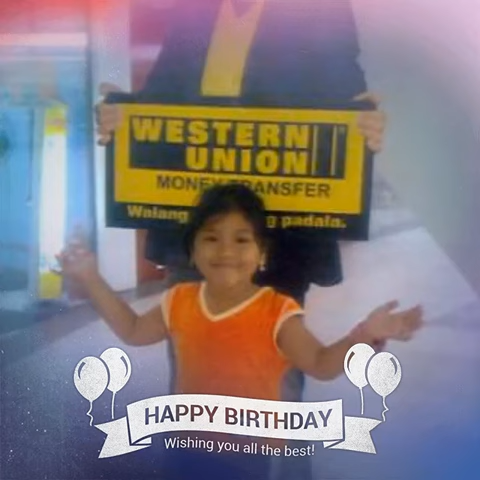 WESTERN
UNION
MONEY TRANSFER
Walang g padala.
HAPPY BIRTHDAY
Wishing you all the best!